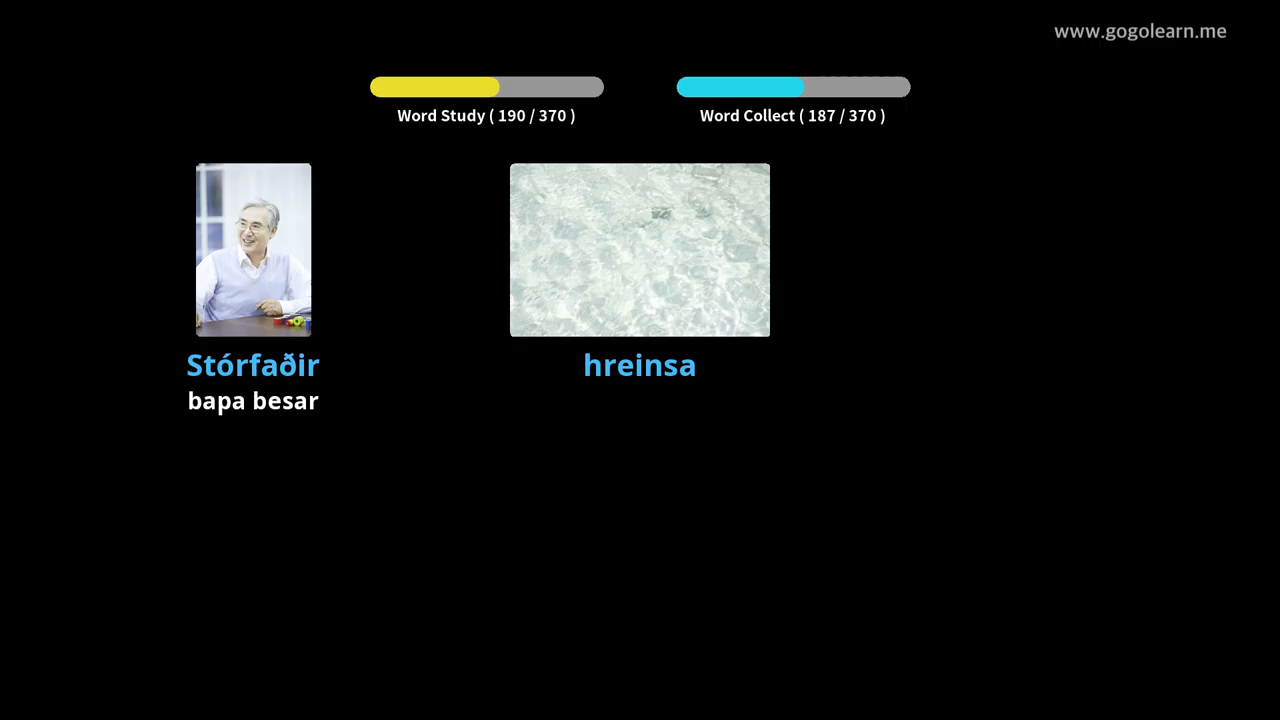 www.gogolearn.me
Word Study ( 190 / 370 )
Word Collect ( 187 / 370 )
Stórfaðir
bapa besar
hreinsa